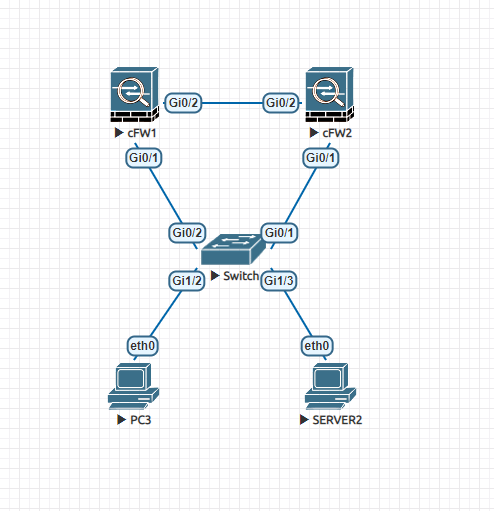 Gi0/2
Gi0/2
cFW1
cFW2
Gi0/1
Gi0/1
Gi0/2
Gi0/1
Switch
Gi1/2
Gi1/3
eth0
eth0
PC3
SERVER2